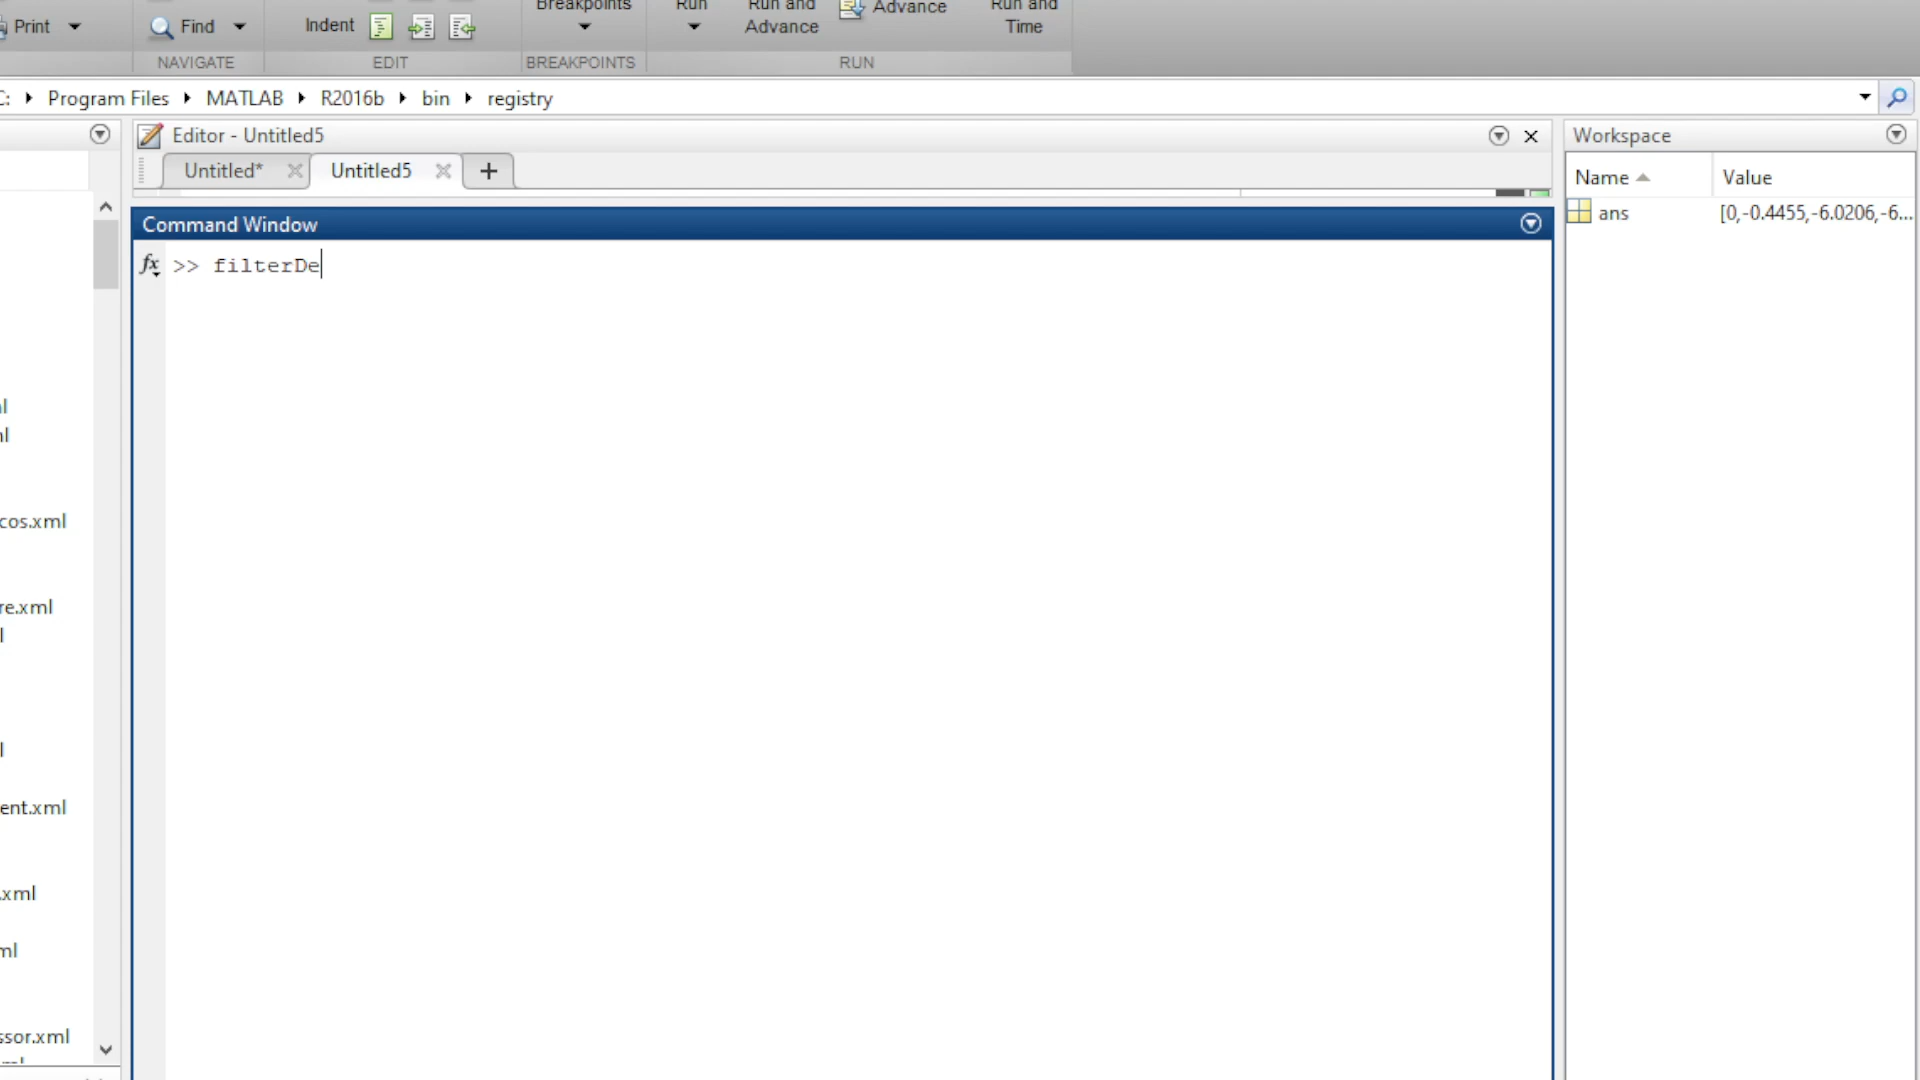 Breakpoints Run Run and Advance Run and
Print Find Indent Advance Time
NAVIGATE EDIT BREAKPOINTS RUN
C: Program Files MATLAB R2016b bin registry
Editor - Untitled5
Workspace
Untitled* Untitled5 +
Name Value
Command Window
ans [0,-0.4455,-6.0206,-6...
fx >> filterDe
cos.xml
re.xml
ent.xml
.xml
ml
ssor.xml